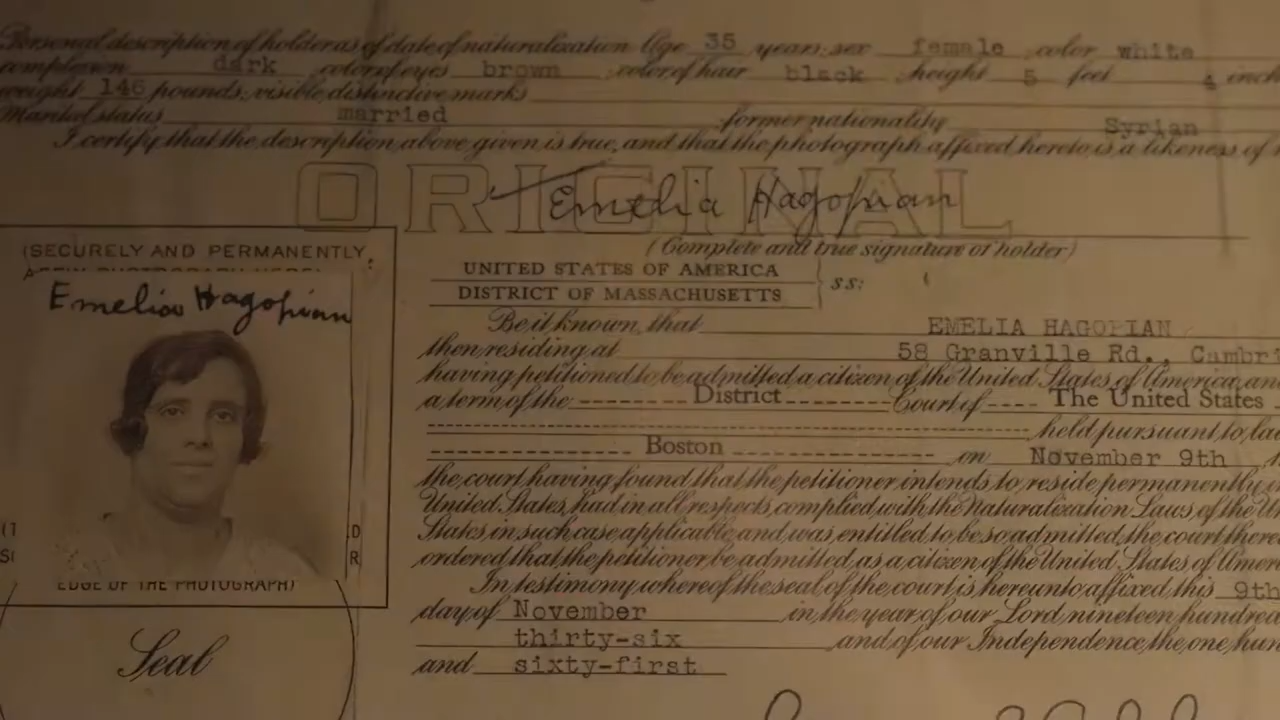 Personal description of holder as of date of naturalization Age 35 years; sex female color white
complexion dark color of eyes brown color of hair black height 5 feet 4 inch
weight 146 pounds; visible distinctive marks
Marital status married former nationality Syrian
I certify that the description above given is true, and that the photograph affixed hereto is a likeness of
ORIGINAL
Emelia Hagopian
(Complete and true signature of holder)
(SECURELY AND PERMANENTLY
Emelia Hagopian
EDGE OF THE PHOTOGRAPH)
Seal
UNITED STATES OF AMERICA
DISTRICT OF MASSACHUSETTS
ss:
Be it known, that EMELIA HAGOPIAN
then residing at 58 Granville Rd., Cambri
having petitioned to be admitted a citizen of the United States of America, an
a term of the District Court of The United States
held pursuant to la
Boston on November 9th
the court having found that the petitioner intends to reside permanently i
United States, had in all respects complied with the Naturalization Laws of the U
States in such case applicable and was entitled to be so admitted, the court there
ordered that the petitioner be admitted as a citizen of the United States of Ame
In testimony whereof the seal of the court is hereunto affixed this 9th
day of November in the year of our Lord nineteen hundred
thirty-six and of our Independence the one hun
and sixty-first